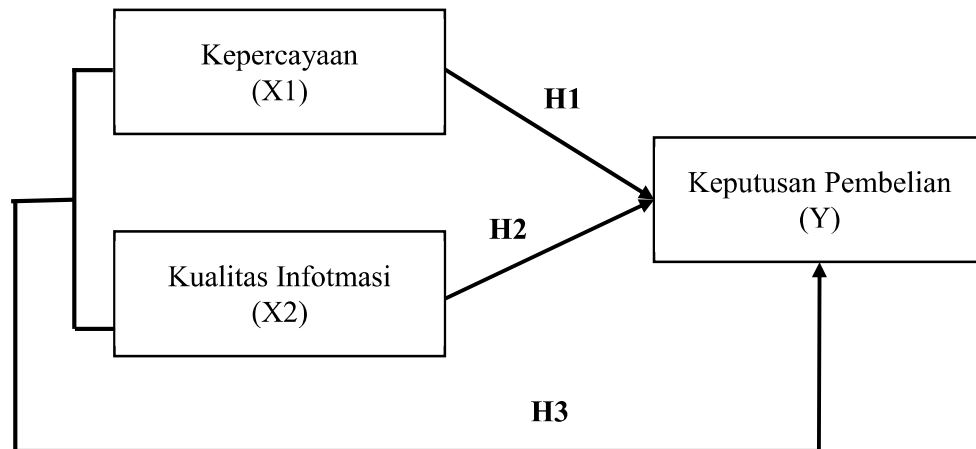 Kepercayaan
(X1)
H1
Keputusan Pembelian
(Y)
H2
Kualitas Infotmasi
(X2)
H3